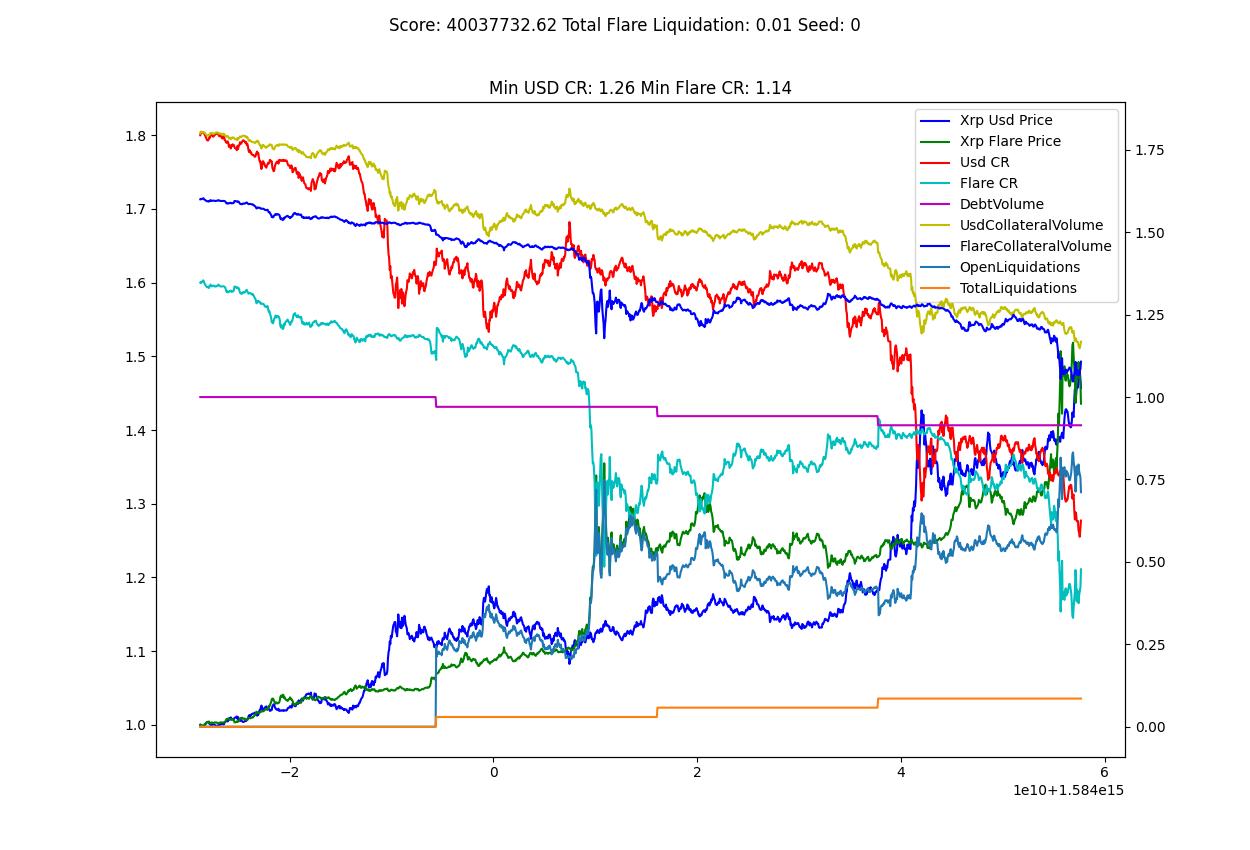 Score: 40037732.62 Total Flare Liquidation: 0.01 Seed: 0
Min USD CR: 1.26 Min Flare CR: 1.14
Xrp Usd Price
Xrp Flare Price
Usd CR
Flare CR
DebtVolume
UsdCollateralVolume
FlareCollateralVolume
OpenLiquidations
TotalLiquidations
1.8
1.7
1.6
1.5
1.4
1.3
1.2
1.1
1.0
1.75
1.50
1.25
1.00
0.75
0.50
0.25
0.00
−2 0 2 4 6
1e10+1.584e15